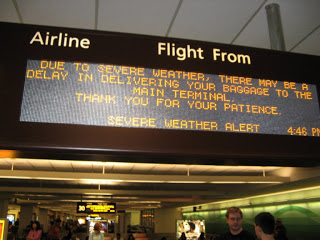 Airline Flight From
DUE TO SEVERE WEATHER, THERE MAY BE A
DELAY IN DELIVERING YOUR BAGGAGE TO THE
MAIN TERMINAL.
THANK YOU FOR YOUR PATIENCE.
SEVERE WEATHER ALERT 4:46 PM